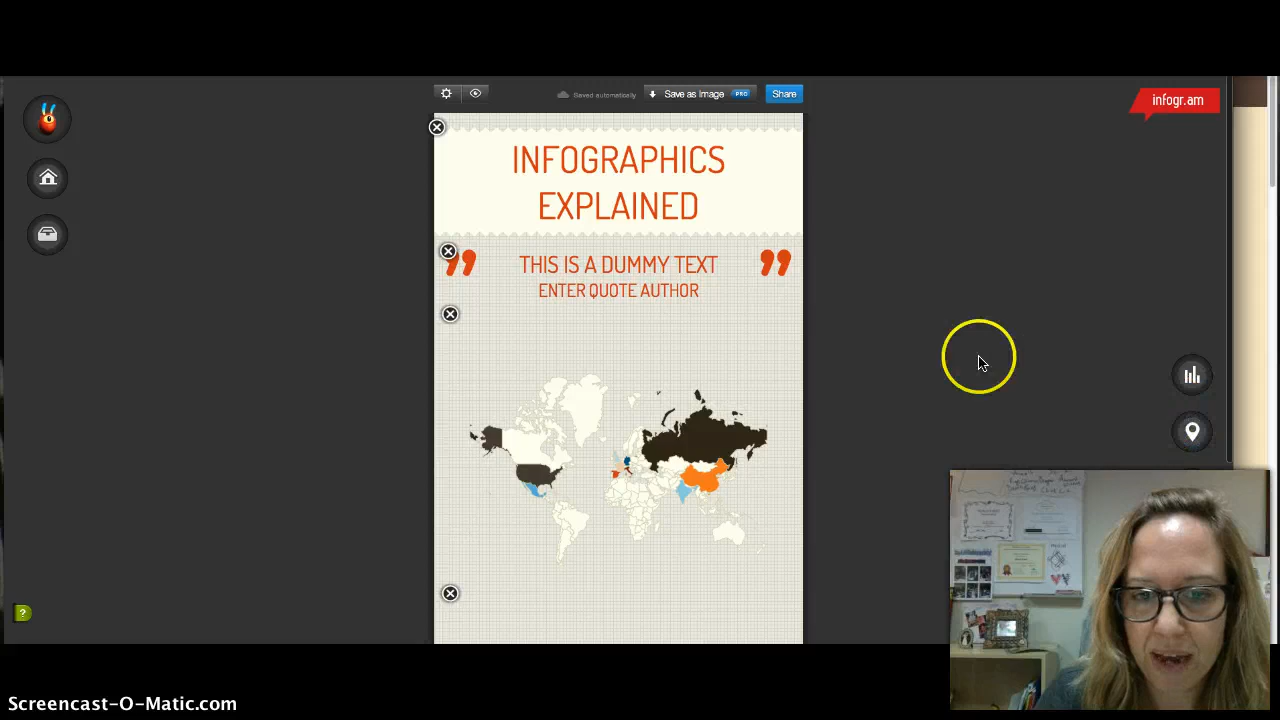 Saved automatically
Save as Image PRO
Share
infogr.am
INFOGRAPHICS
EXPLAINED
THIS IS A DUMMY TEXT
ENTER QUOTE AUTHOR
?
Screencast-O-Matic.com